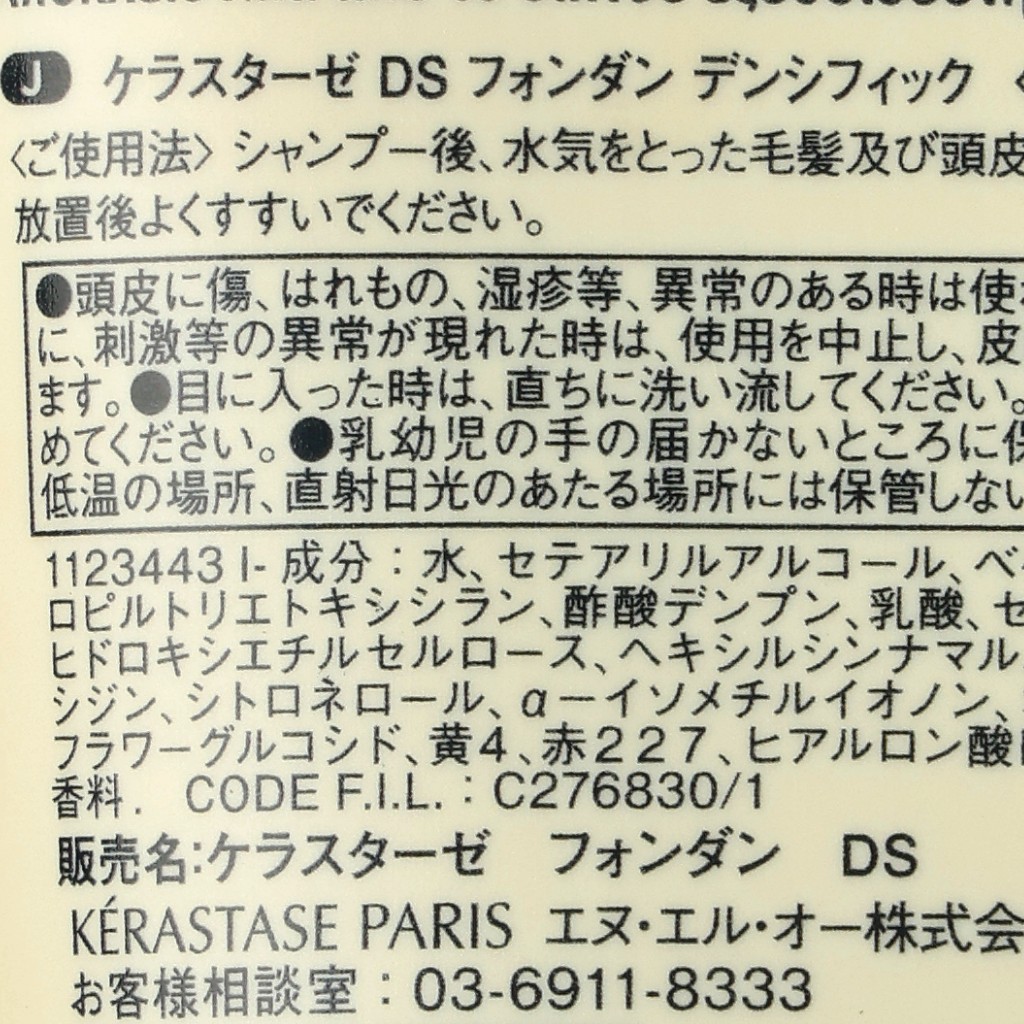 J ケラスターゼ DS フォンダン デンシフィック
〈ご使用法〉シャンプー後、水気をとった毛髪及び頭皮
放置後よくすすいでください。
●頭皮に傷、はれもの、湿疹等、異常のある時は使わ
に、刺激等の異常が現れた時は、使用を中止し、皮
ます。●目に入った時は、直ちに洗い流してください。
めてください。●乳幼児の手の届かないところに保
低温の場所、直射日光のあたる場所には保管しない
1123443 I- 成分：水、セテアリルアルコール、ベ
ロピルトリエトキシシラン、酢酸デンプン、乳酸、セ
ヒドロキシエチルセルロース、ヘキシルシンナマル
シジン、シトロネロール、α－イソメチルイオノン、
フラワーグルコシド、黄4、赤227、ヒアルロン酸
香料． CODE F.I.L.：C276830/1
販売名:ケラスターゼ フォンダン DS
KÉRASTASE PARIS エヌ・エル・オー株式会
お客様相談室：03-6911-8333